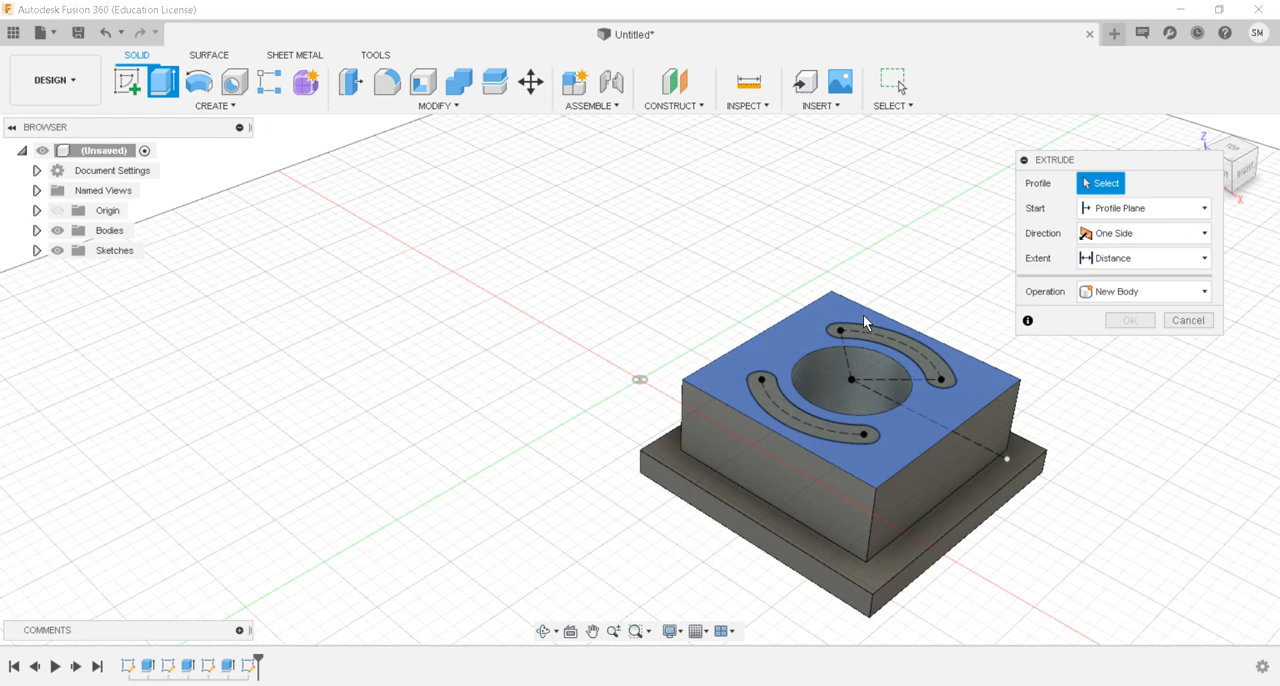 Autodesk Fusion 360 (Education License)
Untitled*
SM
SOLID SURFACE SHEET METAL TOOLS
DESIGN
CREATE MODIFY ASSEMBLE CONSTRUCT INSPECT INSERT SELECT
BROWSER
(Unsaved)
Document Settings
Named Views
Origin
Bodies
Sketches
Z
TOP
RIGHT
X
EXTRUDE
Profile Select
Start Profile Plane
Direction One Side
Extent Distance
Operation New Body
OK Cancel
COMMENTS